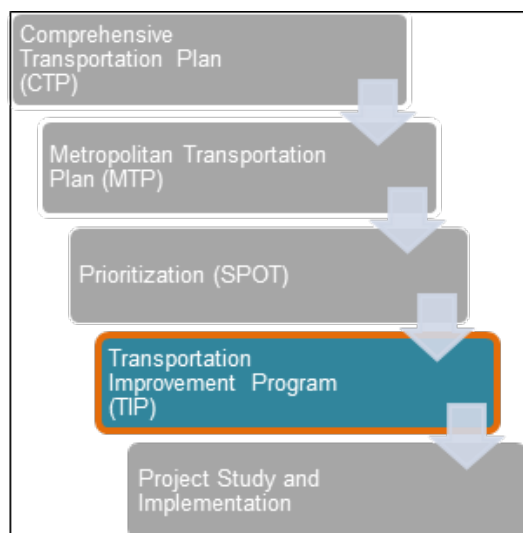 Comprehensive
Transportation Plan
(CTP)
Metropolitan Transportation
Plan (MTP)
Prioritization (SPOT)
Transportation
Improvement Program
(TIP)
Project Study and
Implementation